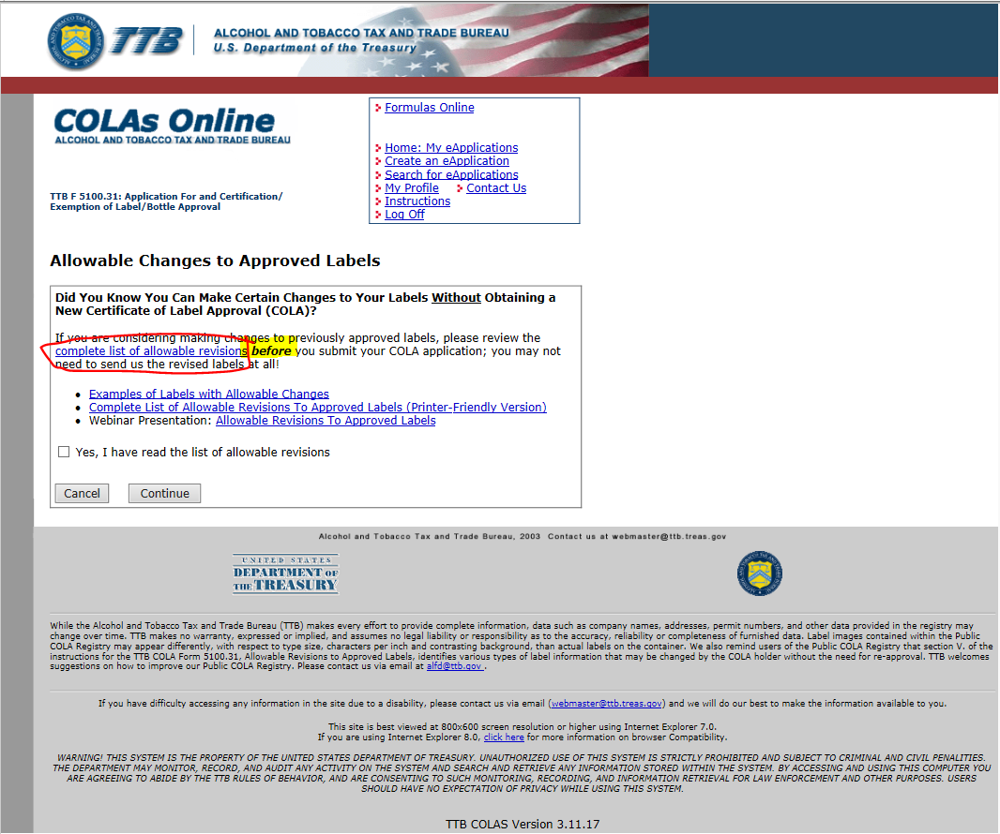 TTB
ALCOHOL AND TOBACCO TAX AND TRADE BUREAU
U.S. Department of the Treasury
COLAs Online
ALCOHOL AND TOBACCO TAX AND TRADE BUREAU
TTB F 5100.31: Application For and Certification/
Exemption of Label/Bottle Approval
Formulas Online
Home: My eApplications
Create an eApplication
Search for eApplications
My Profile Contact Us
Instructions
Log Off
Allowable Changes to Approved Labels
Did You Know You Can Make Certain Changes to Your Labels Without Obtaining a
New Certificate of Label Approval (COLA)?
If you are considering making changes to previously approved labels, please review the
complete list of allowable revisions before you submit your COLA application; you may not
need to send us the revised labels at all!
• Examples of Labels with Allowable Changes
• Complete List of Allowable Revisions To Approved Labels (Printer-Friendly Version)
• Webinar Presentation: Allowable Revisions To Approved Labels
Yes, I have read the list of allowable revisions
Cancel Continue
Alcohol and Tobacco Tax and Trade Bureau, 2003 Contact us at webmaster@ttb.treas.gov
UNITED STATES
DEPARTMENT OF
THE TREASURY
While the Alcohol and Tobacco Tax and Trade Bureau (TTB) makes every effort to provide complete information, data such as company names, addresses, permit numbers, and other data provided in the registry may
change over time. TTB makes no warranty, expressed or implied, and assumes no legal liability or responsibility as to the accuracy, reliability or completeness of furnished data. Label images contained within the Public
COLA Registry may appear differently, with respect to type size, characters per inch and contrasting background, than actual labels on the container. We also remind users of the Public COLA Registry that section V. of the
instructions for the TTB COLA Form 5100.31, Allowable Revisions to Approved Labels, identifies various types of label information that may be changed by the COLA holder without the need for re-approval. TTB welcomes
suggestions on how to improve our Public COLA Registry. Please contact us via email at alfd@ttb.gov .
If you have difficulty accessing any information in the site due to a disability, please contact us via email (webmaster@ttb.treas.gov) and we will do our best to make the information available to you.
This site is best viewed at 800x600 screen resolution or higher using Internet Explorer 7.0.
If you are using Internet Explorer 8.0, click here for more information on browser Compatibility.
WARNING! THIS SYSTEM IS THE PROPERTY OF THE UNITED STATES DEPARTMENT OF TREASURY. UNAUTHORIZED USE OF THIS SYSTEM IS STRICTLY PROHIBITED AND SUBJECT TO CRIMINAL AND CIVIL PENALITIES.
THE DEPARTMENT MAY MONITOR, RECORD, AND AUDIT ANY ACTIVITY ON THE SYSTEM AND SEARCH AND RETRIEVE ANY INFORMATION STORED WITHIN THE SYSTEM. BY ACCESSING AND USING THIS COMPUTER YOU
ARE AGREEING TO ABIDE BY THE TTB RULES OF BEHAVIOR, AND ARE CONSENTING TO SUCH MONITORING, RECORDING, AND INFORMATION RETRIEVAL FOR LAW ENFORCEMENT AND OTHER PURPOSES. USERS
SHOULD HAVE NO EXPECTATION OF PRIVACY WHILE USING THIS SYSTEM.
TTB COLAS Version 3.11.17